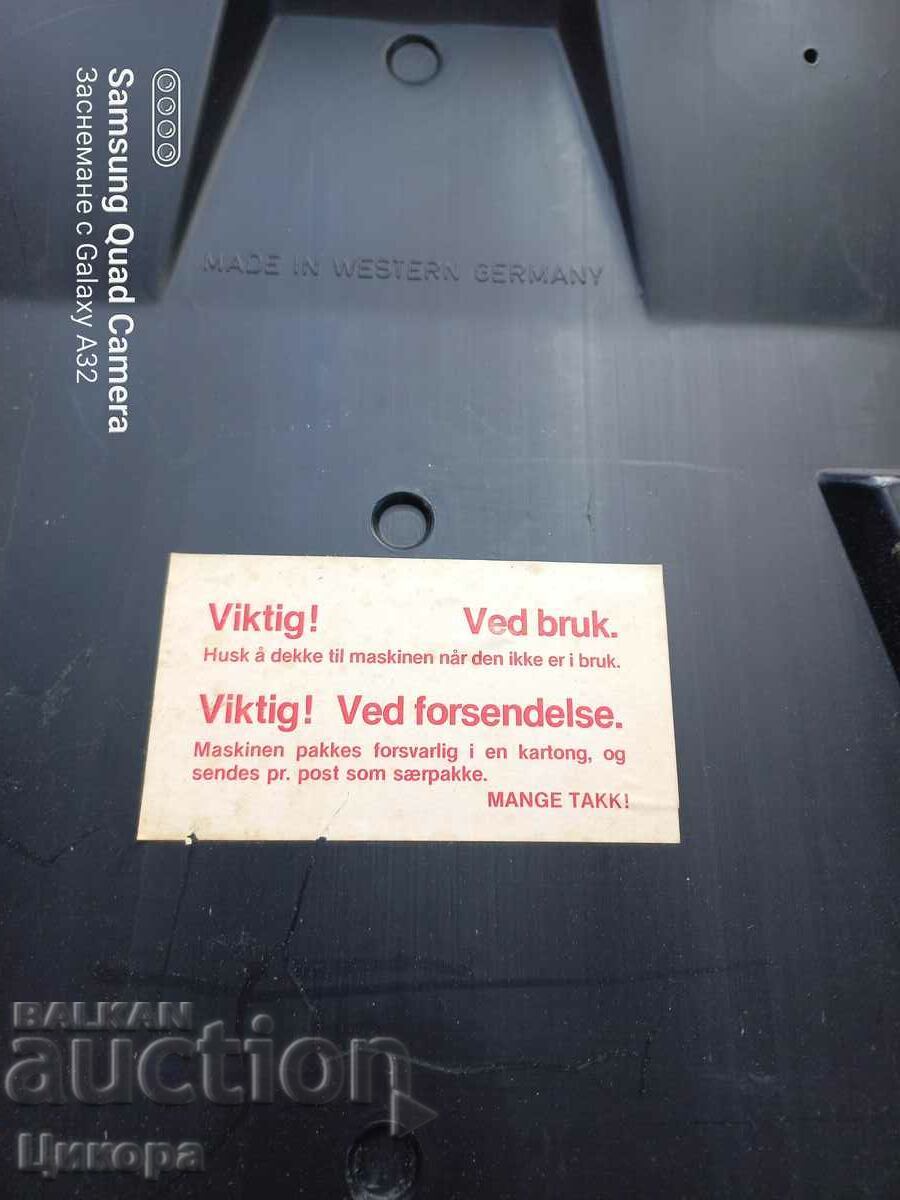 Samsung Quad Camera
Заснемане с Galaxy A32
MADE IN WESTERN GERMANY
Viktig! Ved bruk.
Husk å dekke til maskinen når den ikke er i bruk.
Viktig! Ved forsendelse.
Maskinen pakkes forsvarlig i en kartong, og
sendes pr. post som særpakke.
MANGE TAKK!
BALKAN
auction
Цикора